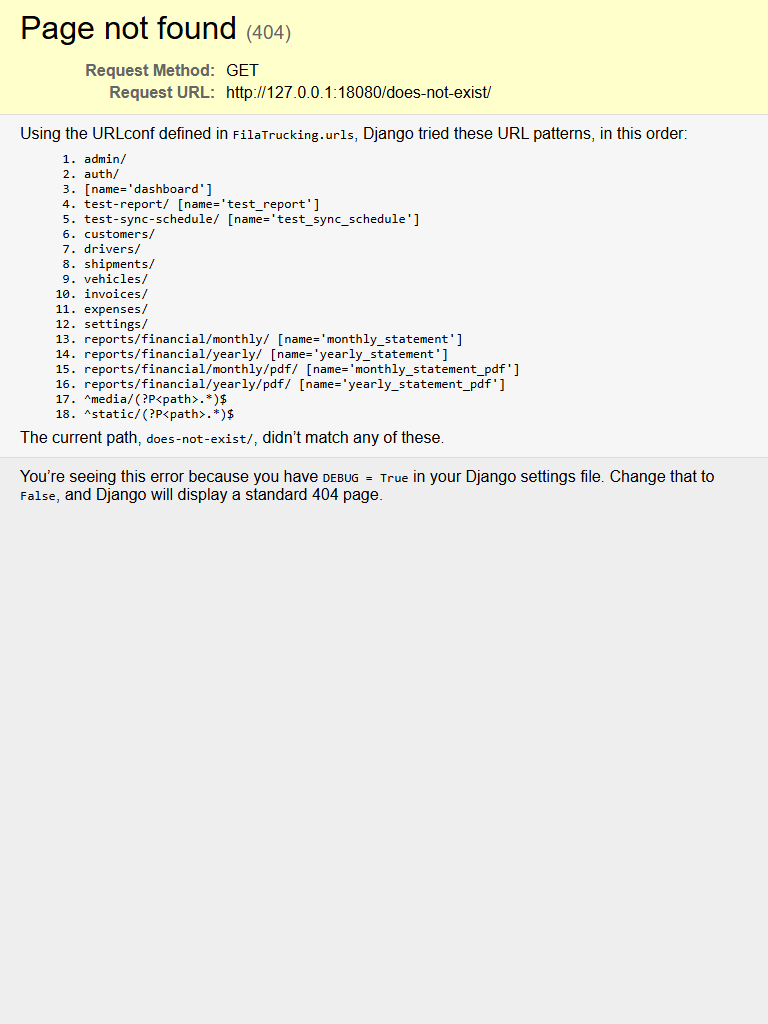 Page not found (404)
Request Method: GET
Request URL: http://127.0.0.1:18080/does-not-exist/
Using the URLconf defined in FilaTrucking.urls, Django tried these URL patterns, in this order:
1. admin/
2. auth/
3. [name='dashboard']
4. test-report/ [name='test_report']
5. test-sync-schedule/ [name='test_sync_schedule']
6. customers/
7. drivers/
8. shipments/
9. vehicles/
10. invoices/
11. expenses/
12. settings/
13. reports/financial/monthly/ [name='monthly_statement']
14. reports/financial/yearly/ [name='yearly_statement']
15. reports/financial/monthly/pdf/ [name='monthly_statement_pdf']
16. reports/financial/yearly/pdf/ [name='yearly_statement_pdf']
17. ^media/(?P<path>.*)$
18. ^static/(?P<path>.*)$
The current path, does-not-exist/, didn’t match any of these.
You’re seeing this error because you have DEBUG = True in your Django settings file. Change that to
False, and Django will display a standard 404 page.